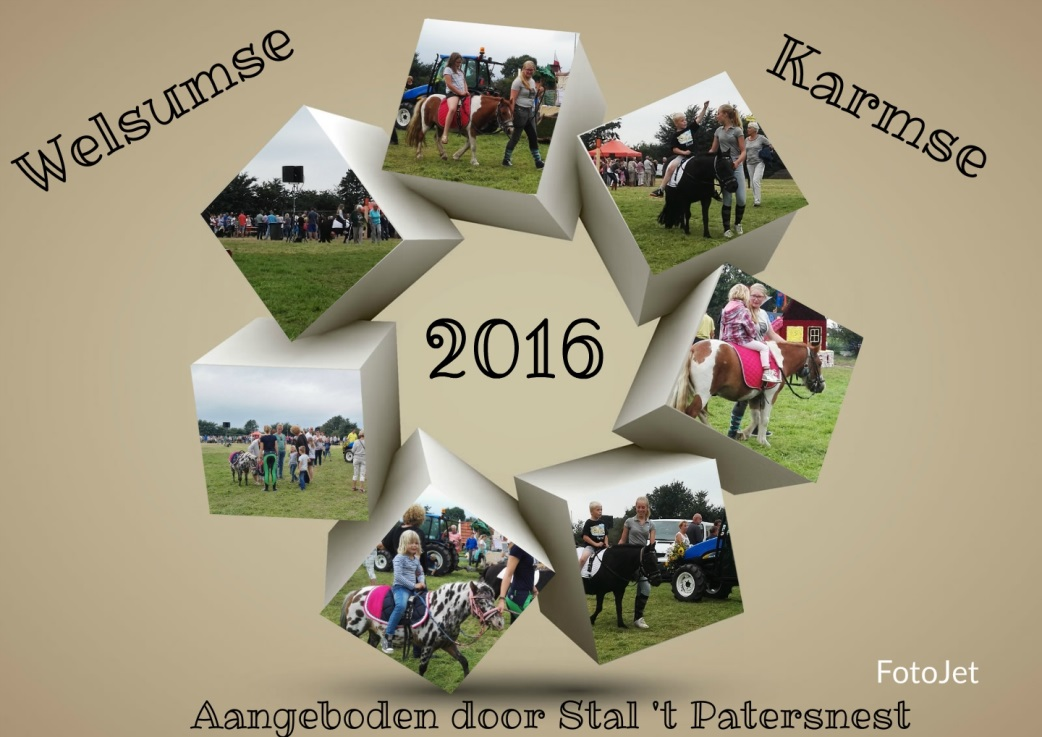 Welsumse
Karmse
2016
FotoJet
Aangeboden door Stal 't Patersnest